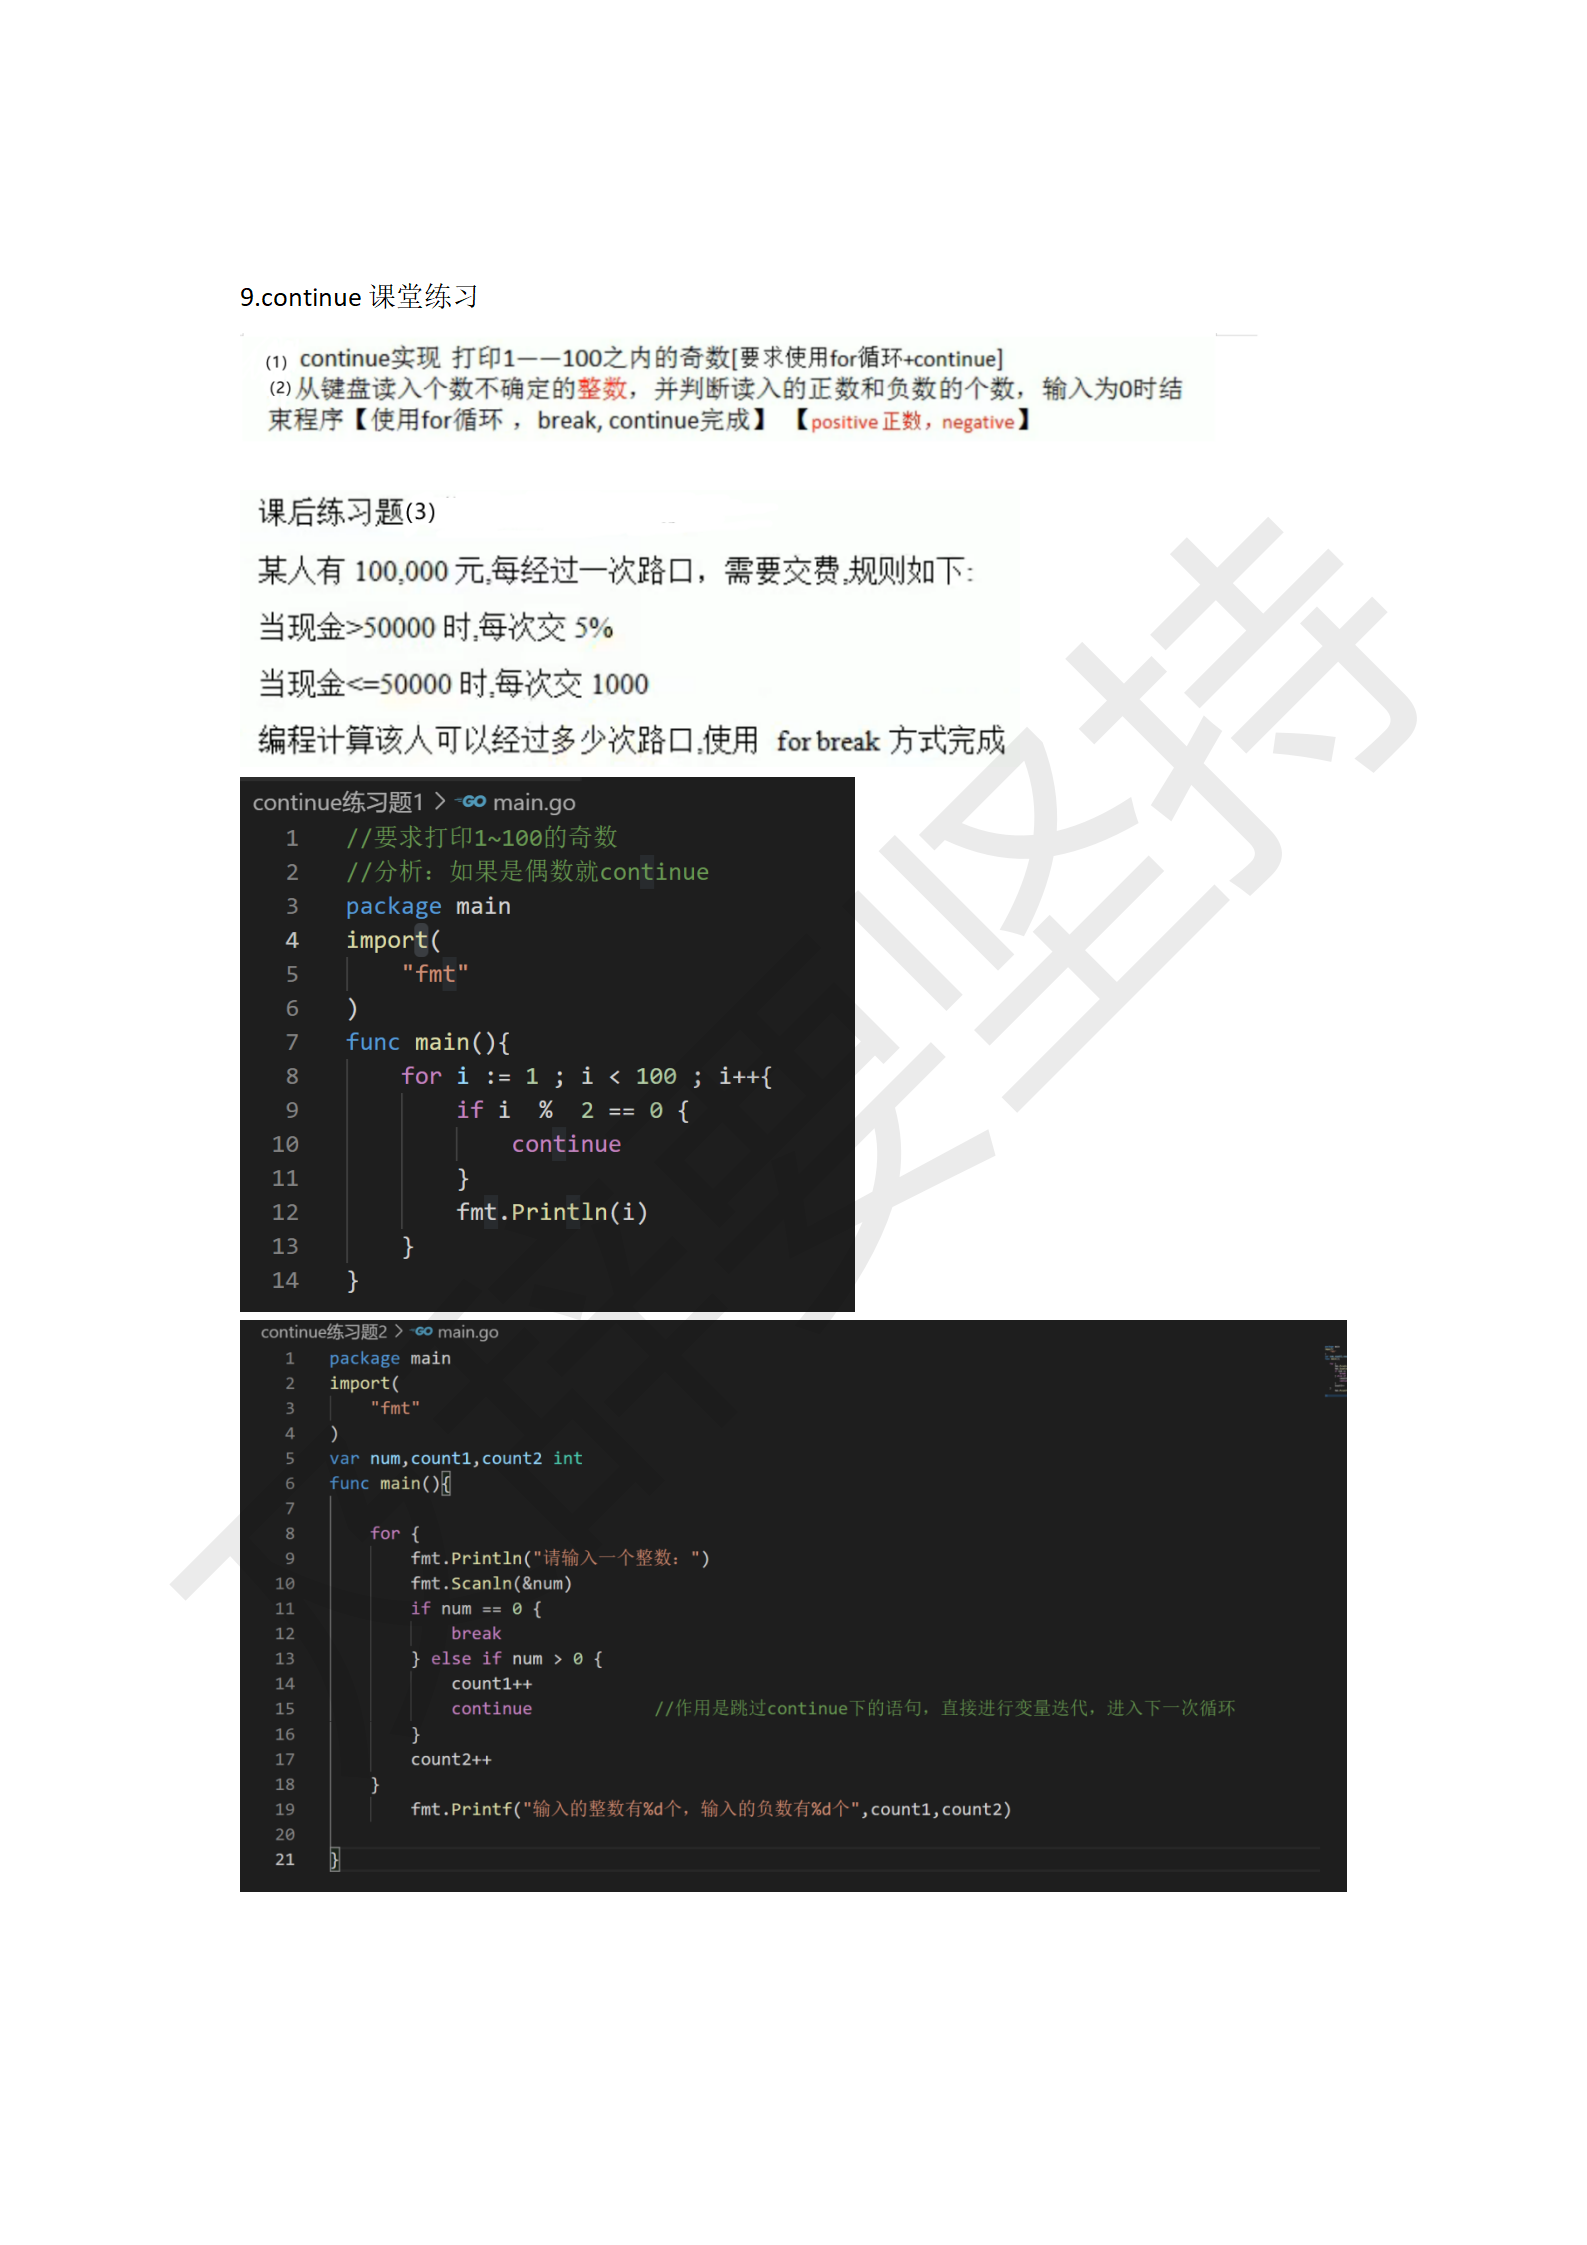 9.continue 课堂练习
(1) continue实现 打印1——100之内的奇数[要求使用for循环+continue]
(2) 从键盘读入个数不确定的整数，并判断读入的正数和负数的个数，输入为0时结
束程序【使用for循环 ，break, continue完成】 【positive 正数，negative】
课后练习题(3)
某人有 100,000 元,每经过一次路口，需要交费,规则如下:
当现金>50000 时,每次交 5%
当现金<=50000 时,每次交 1000
编程计算该人可以经过多少次路口,使用 for break 方式完成
continue练习题1 > GO main.go
1 //要求打印1~100的奇数
2 //分析：如果是偶数就continue
3 package main
4 import(
5 "fmt"
6 )
7 func main(){
8 for i := 1 ; i < 100 ; i++{
9 if i % 2 == 0 {
10 continue
11 }
12 fmt.Println(i)
13 }
14 }
continue练习题2 > GO main.go
1 package main
2 import(
3 "fmt"
4 )
5 var num,count1,count2 int
6 func main(){
7
8 for {
9 fmt.Println("请输入一个整数：")
10 fmt.Scanln(&num)
11 if num == 0 {
12 break
13 } else if num > 0 {
14 count1++
15 continue //作用是跳过continue下的语句，直接进行变量迭代，进入下一次循环
16 }
17 count2++
18 }
19 fmt.Printf("输入的整数有%d个，输入的负数有%d个",count1,count2)
20
21 }
要坚持